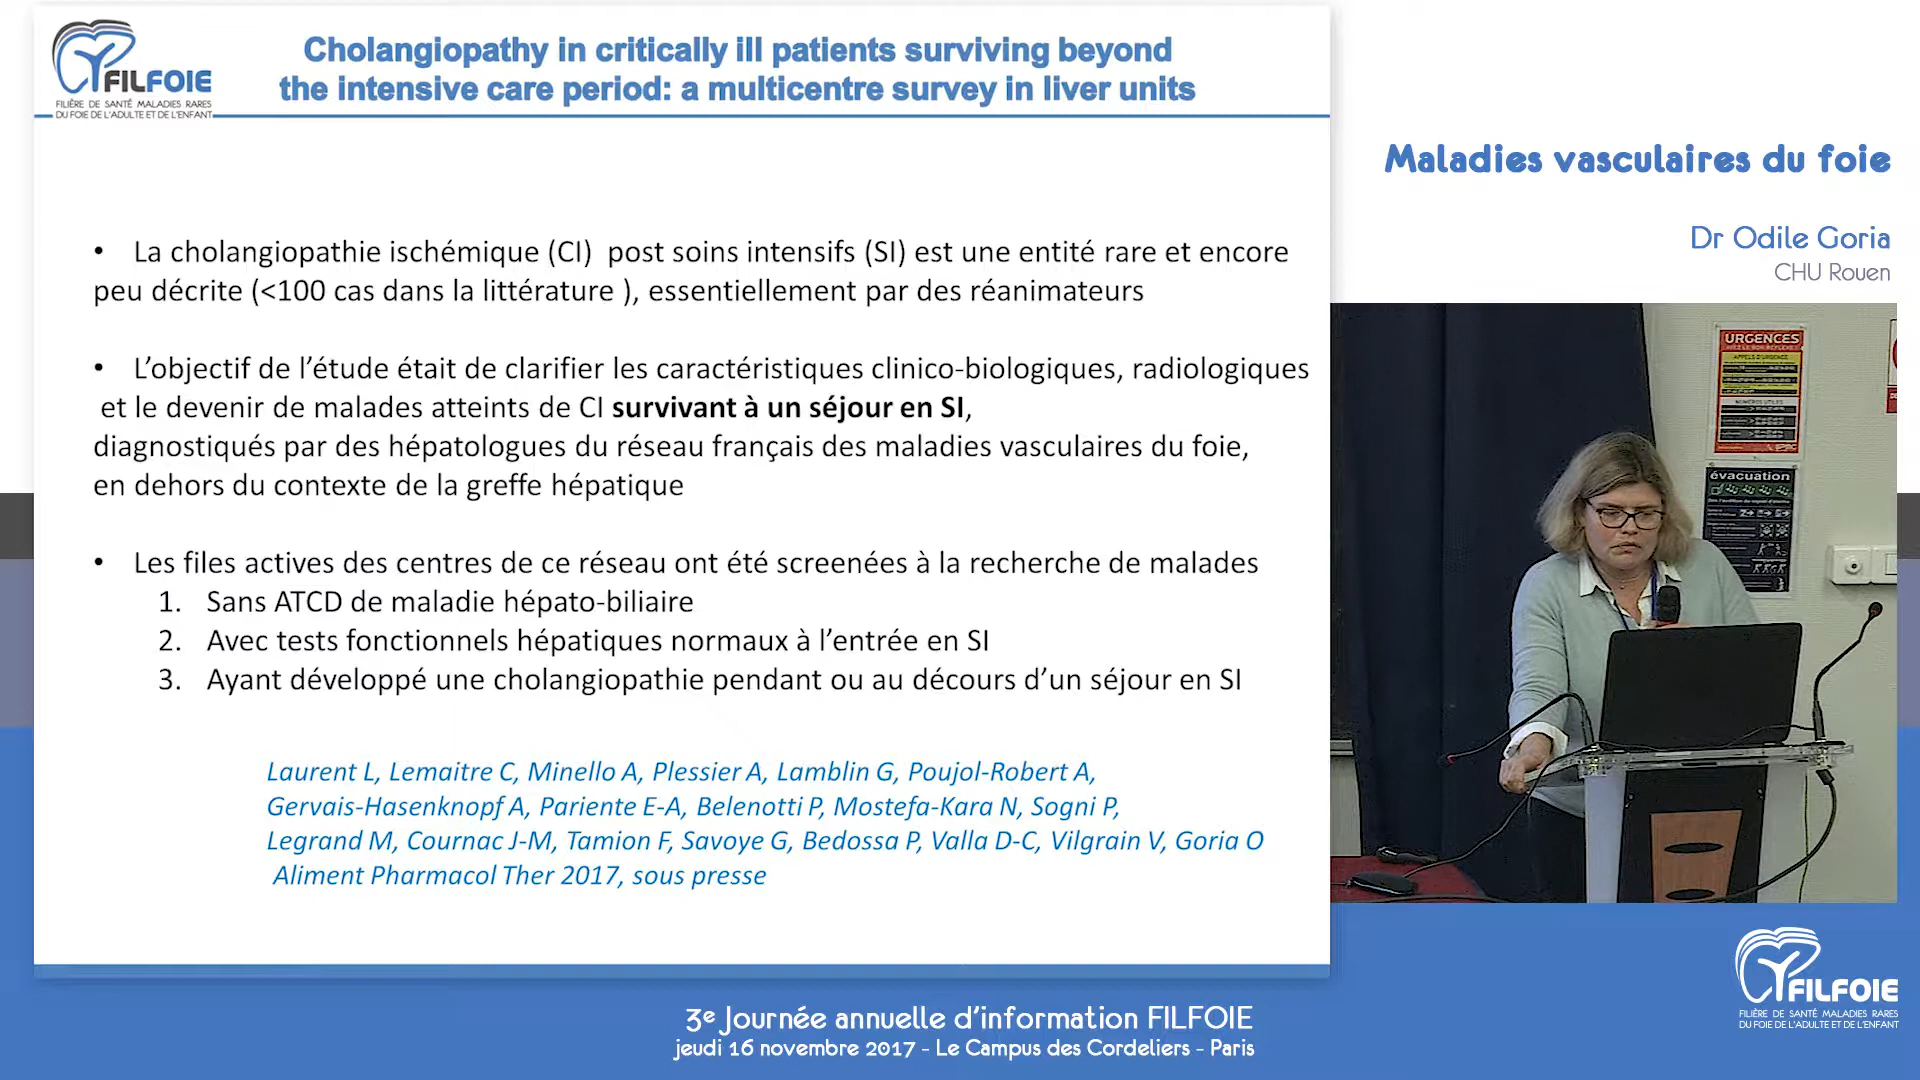 FILFOIE
FILIÈRE DE SANTÉ MALADIES RARES
DU FOIE DE L'ADULTE ET DE L'ENFANT
Cholangiopathy in critically ill patients surviving beyond
the intensive care period: a multicentre survey in liver units
• La cholangiopathie ischémique (CI) post soins intensifs (SI) est une entité rare et encore
peu décrite (<100 cas dans la littérature ), essentiellement par des réanimateurs
• L’objectif de l’étude était de clarifier les caractéristiques clinico-biologiques, radiologiques
et le devenir de malades atteints de CI survivant à un séjour en SI,
diagnostiqués par des hépatologues du réseau français des maladies vasculaires du foie,
en dehors du contexte de la greffe hépatique
• Les files actives des centres de ce réseau ont été screenées à la recherche de malades
1. Sans ATCD de maladie hépato-biliaire
2. Avec tests fonctionnels hépatiques normaux à l’entrée en SI
3. Ayant développé une cholangiopathie pendant ou au décours d’un séjour en SI
Laurent L, Lemaitre C, Minello A, Plessier A, Lamblin G, Poujol-Robert A,
Gervais-Hasenknopf A, Pariente E-A, Belenotti P, Mostefa-Kara N, Sogni P,
Legrand M, Cournac J-M, Tamion F, Savoye G, Bedossa P, Valla D-C, Vilgrain V, Goria O
Aliment Pharmacol Ther 2017, sous presse
Maladies vasculaires du foie
Dr Odile Goria
CHU Rouen
URGENCES
APPELS D'URGENCE
NUMÉROS UTILES
évacuation
FILFOIE
FILIÈRE DE SANTÉ MALADIES RARES
DU FOIE DE L'ADULTE ET DE L'ENFANT
3e Journée annuelle d’information FILFOIE
jeudi 16 novembre 2017 - Le Campus des Cordeliers - Paris